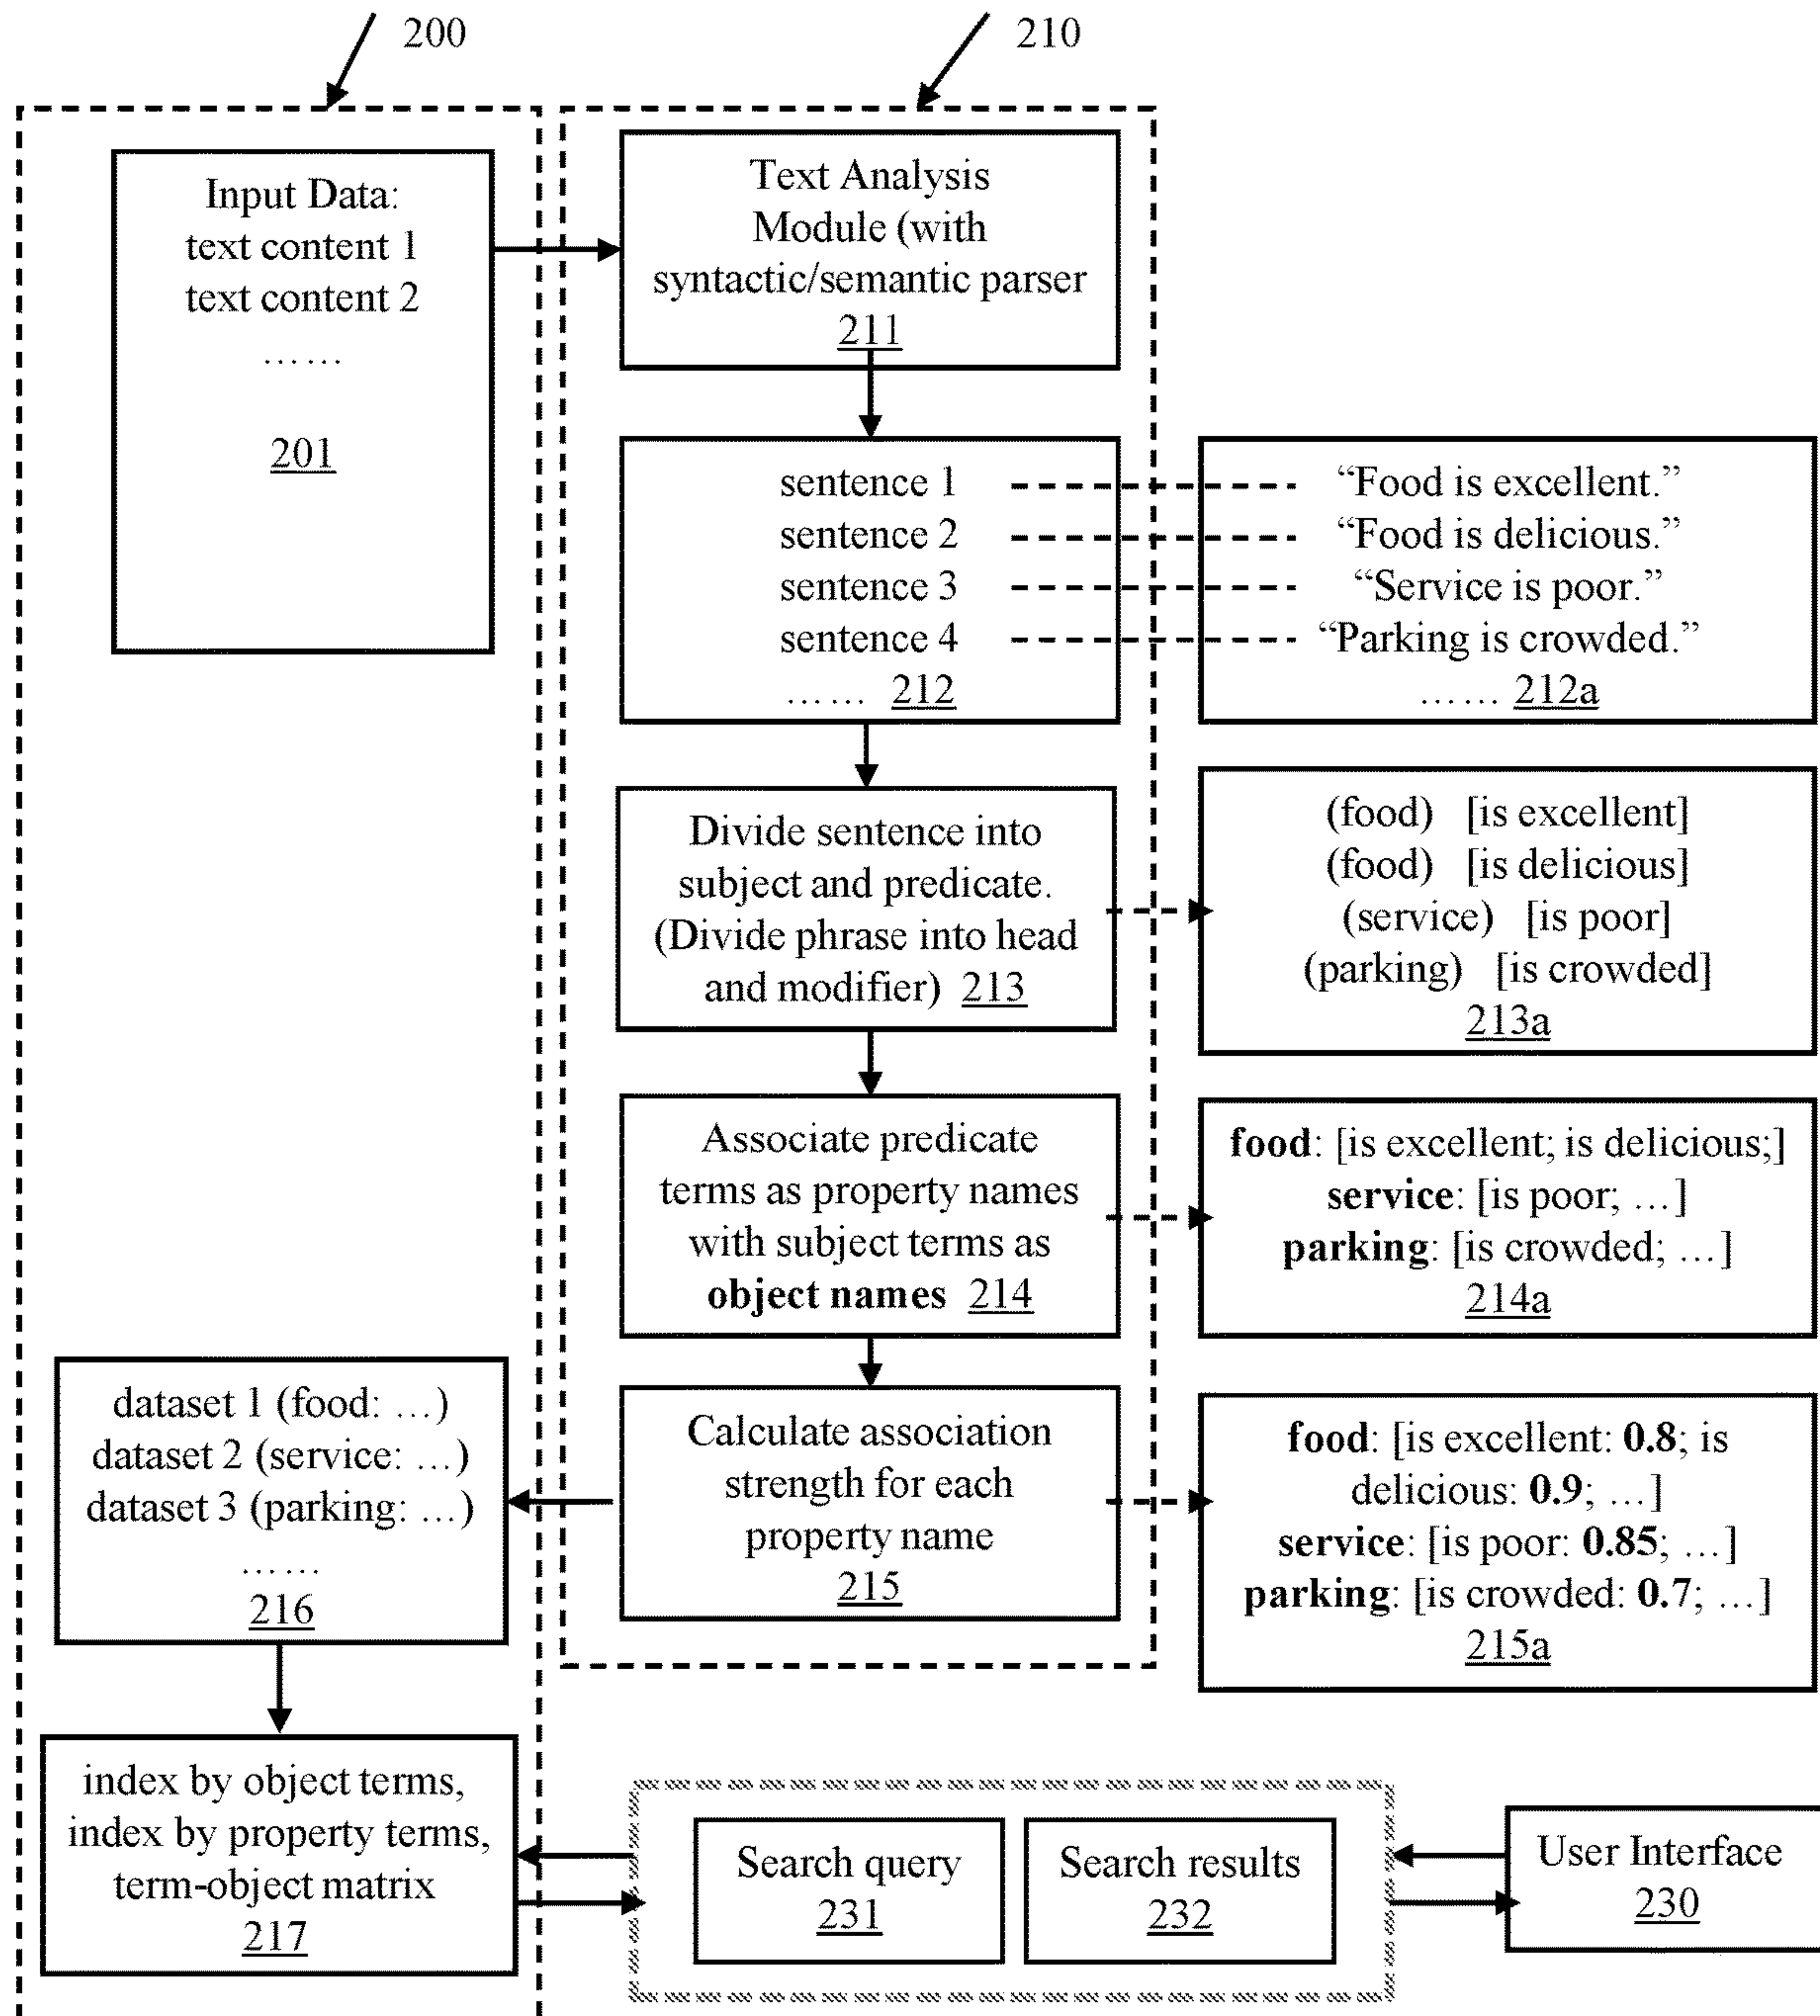 200
210
Input Data:
text content 1
text content 2
……
201
Text Analysis
Module (with
syntactic/semantic parser
211
sentence 1
sentence 2
sentence 3
sentence 4
…… 212
“Food is excellent.”
“Food is delicious.”
“Service is poor.”
“Parking is crowded.”
…… 212a
Divide sentence into
subject and predicate.
(Divide phrase into head
and modifier) 213
(food) [is excellent]
(food) [is delicious]
(service) [is poor]
(parking) [is crowded]
213a
Associate predicate
terms as property names
with subject terms as
object names 214
food: [is excellent; is delicious;]
service: [is poor; …]
parking: [is crowded; …]
214a
dataset 1 (food: …)
dataset 2 (service: …)
dataset 3 (parking: …)
……
216
Calculate association
strength for each
property name
215
food: [is excellent: 0.8; is
delicious: 0.9; …]
service: [is poor: 0.85; …]
parking: [is crowded: 0.7; …]
215a
index by object terms,
index by property terms,
term-object matrix
217
Search query
231
Search results
232
User Interface
230